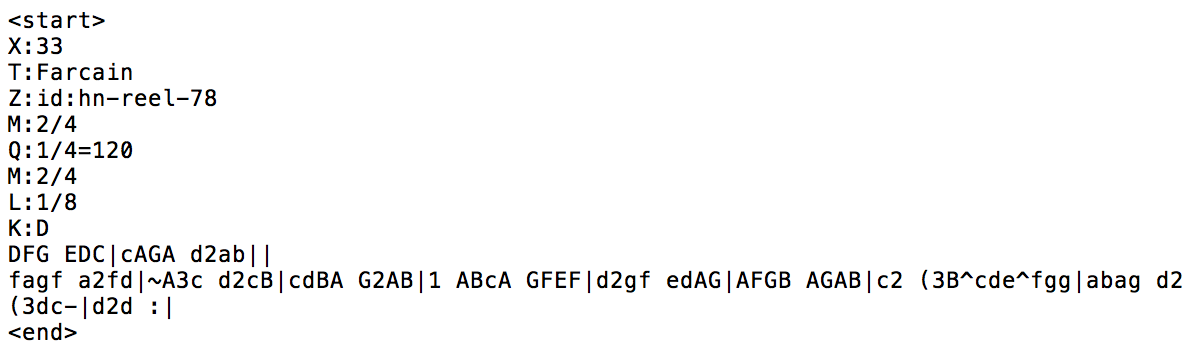 <start>
X:33
T:Farcain
Z:id:hn-reel-78
M:2/4
Q:1/4=120
M:2/4
L:1/8
K:D
DFG EDC|cAGA d2ab||
fagf a2fd|~A3c d2cB|cdBA G2AB|1 ABcA GFEF|d2gf edAG|AFGB AGAB|c2 (3B^cde^fgg|abag d2
(3dc-|d2d :|
<end>